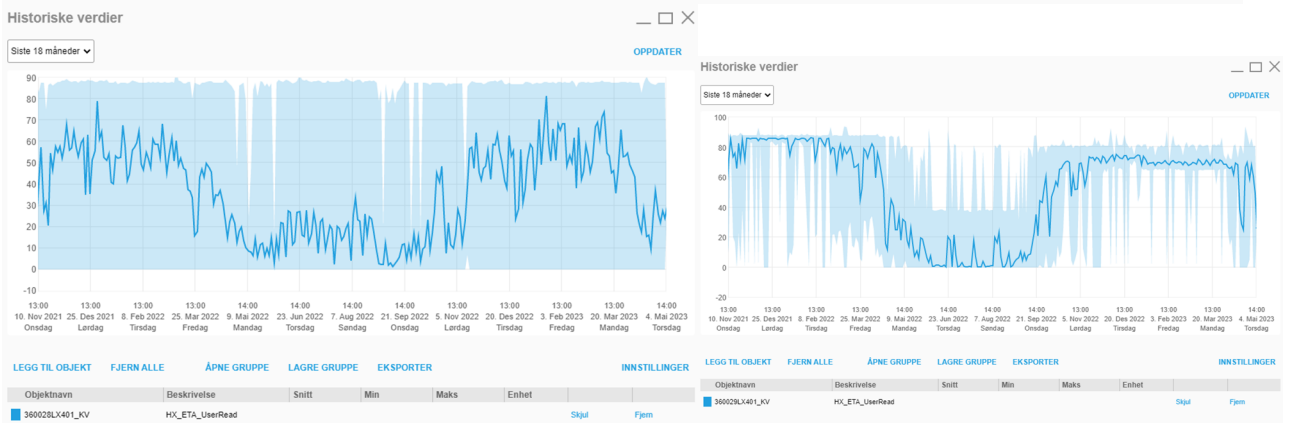 Historiske verdier
Siste 18 måneder
OPPDATER
90
80
70
60
50
40
30
20
10
0
-10
13:00 13:00 13:00 13:00 14:00 14:00 14:00 14:00 13:00 13:00 13:00 13:00 14:00
10. Nov 2021 25. Des 2021 8. Feb 2022 25. Mar 2022 9. Mai 2022 23. Jun 2022 7. Aug 2022 21. Sep 2022 5. Nov 2022 20. Des 2022 3. Feb 2023 20. Mar 2023 4. Mai 2023
Onsdag Lørdag Tirsdag Fredag Mandag Torsdag Søndag Onsdag Lørdag Tirsdag Fredag Mandag Torsdag
LEGG TIL OBJEKT FJERN ALLE ÅPNE GRUPPE LAGRE GRUPPE EKSPORTER INNSTILLINGER
Objektnavn Beskrivelse Snitt Min Maks Enhet
360028LX401_KV HX_ETA_UserRead Skjul Fjern
Historiske verdier
Siste 18 måneder
OPPDATER
100
80
60
40
20
0
-20
13:00 13:00 13:00 13:00 14:00 14:00 14:00 14:00 13:00 13:00 13:00 13:00 14:00
10. Nov 2021 25. Des 2021 8. Feb 2022 25. Mar 2022 9. Mai 2022 23. Jun 2022 7. Aug 2022 21. Sep 2022 5. Nov 2022 20. Des 2022 3. Feb 2023 20. Mar 2023 4. Mai 2023
Onsdag Lørdag Tirsdag Fredag Mandag Torsdag Søndag Onsdag Lørdag Tirsdag Fredag Mandag Torsdag
LEGG TIL OBJEKT FJERN ALLE ÅPNE GRUPPE LAGRE GRUPPE EKSPORTER INNSTILLINGER
Objektnavn Beskrivelse Snitt Min Maks Enhet
360029LX401_KV HX_ETA_UserRead Skjul Fjern